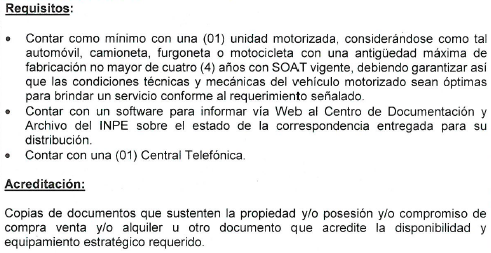 Requisitos:
• Contar como mínimo con una (01) unidad motorizada, considerándose como tal
automóvil, camioneta, furgoneta o motocicleta con una antigüedad máxima de
fabricación no mayor de cuatro (4) años con SOAT vigente, debiendo garantizar asi
que las condiciones técnicas y mecánicas del vehículo motorizado sean óptimas
para brindar un servicio conforme al requerimiento señalado.
• Contar con un software para informar vía Web al Centro de Documentación y
Archivo del INPE sobre el estado de la correspondencia entregada para su
distribución.
• Contar con una (01) Central Telefónica.
Acreditación:
Copias de documentos que sustenten la propiedad y/o posesión y/o compromiso de
compra venta y/o alquiler u otro documento que acredite la disponibilidad y
equipamiento estratégico requerido.